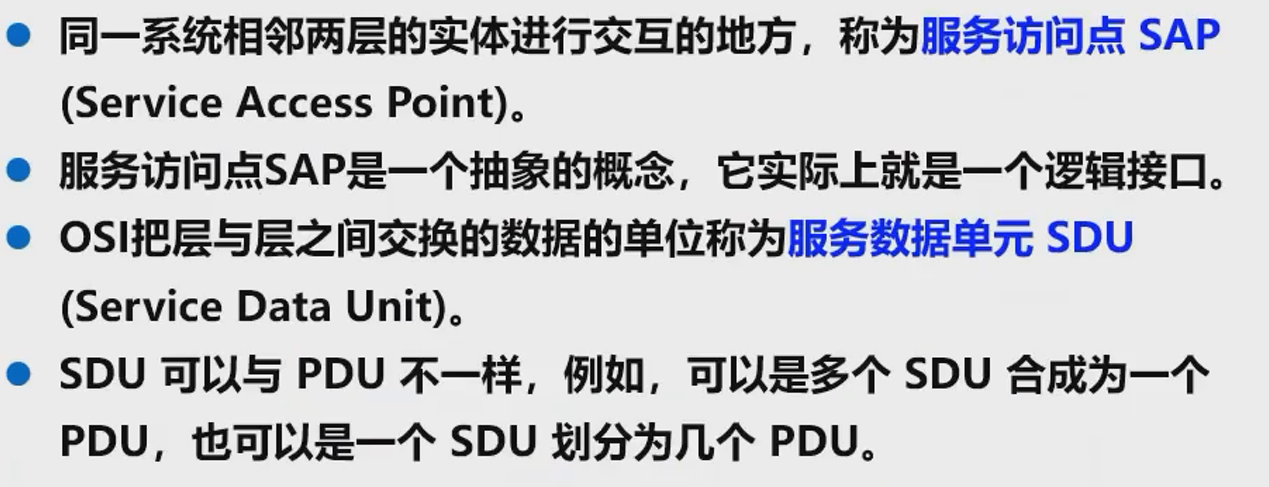 ● 同一系统相邻两层的实体进行交互的地方，称为服务访问点 SAP
(Service Access Point)。
● 服务访问点SAP是一个抽象的概念，它实际上就是一个逻辑接口。
● OSI把层与层之间交换的数据的单位称为服务数据单元 SDU
(Service Data Unit)。
● SDU 可以与 PDU 不一样，例如，可以是多个 SDU 合成为一个
PDU，也可以是一个 SDU 划分为几个 PDU。